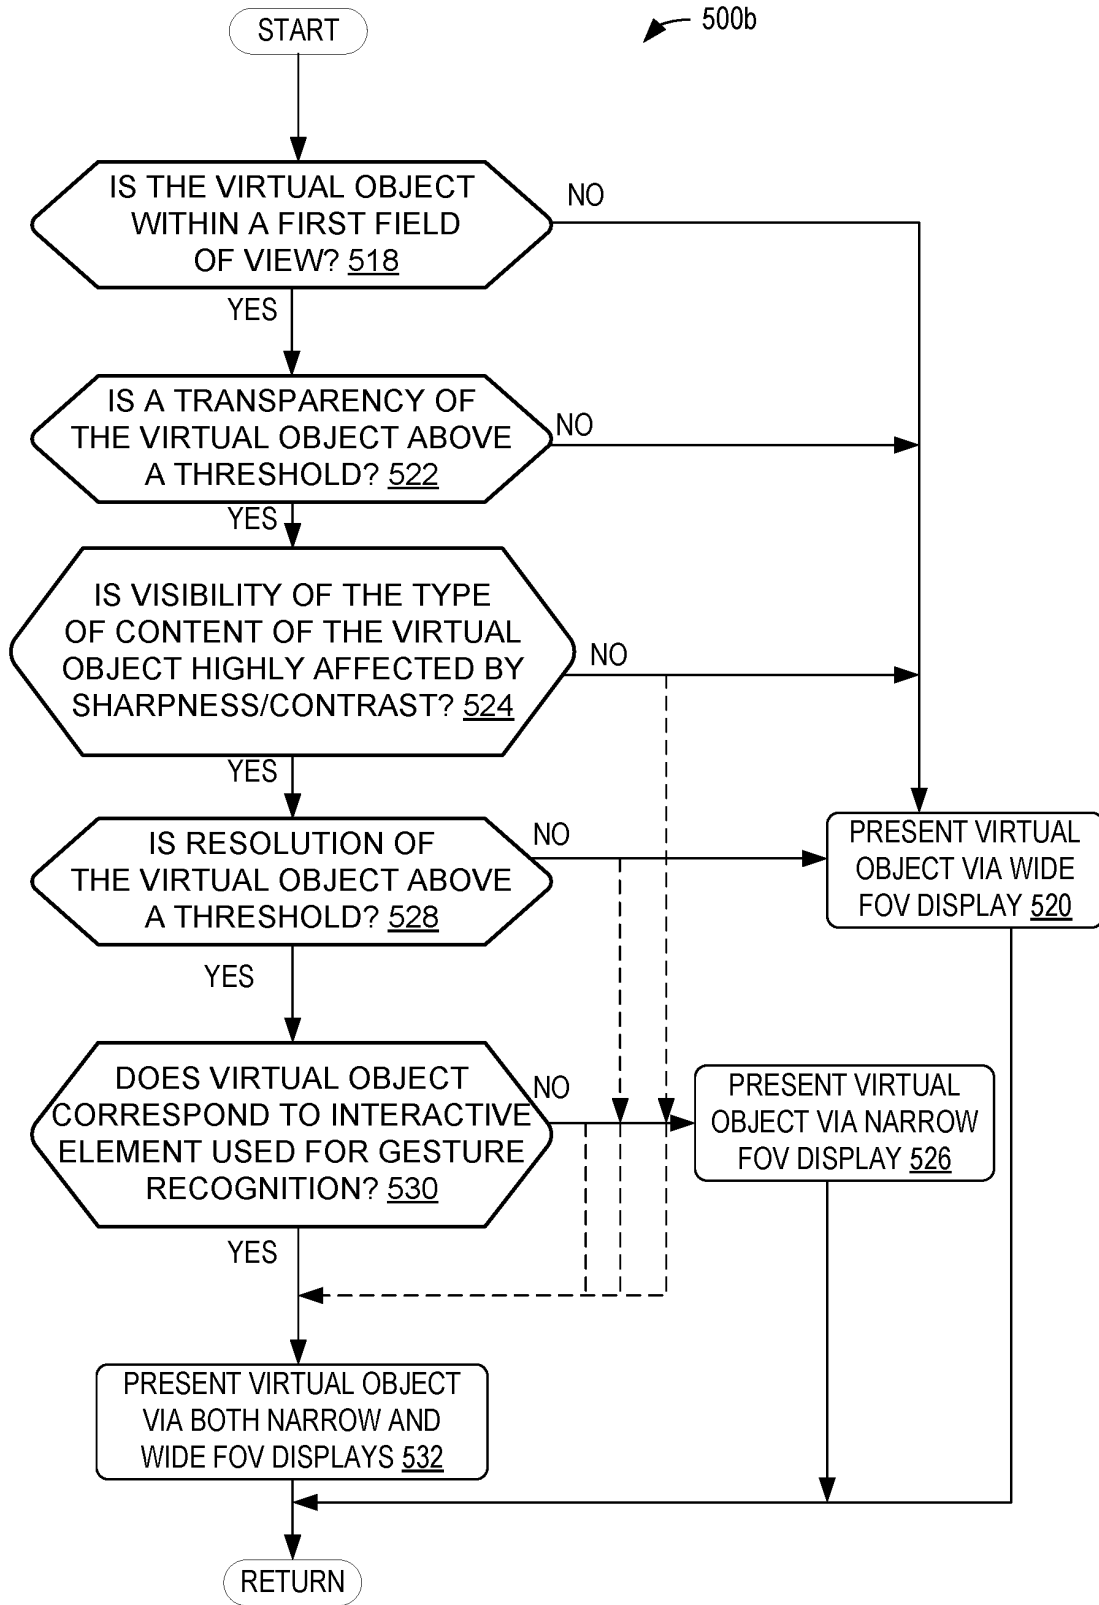 START
500b
IS THE VIRTUAL OBJECT
WITHIN A FIRST FIELD
OF VIEW? 518
NO
YES
IS A TRANSPARENCY OF
THE VIRTUAL OBJECT ABOVE
A THRESHOLD? 522
NO
YES
IS VISIBILITY OF THE TYPE
OF CONTENT OF THE VIRTUAL
OBJECT HIGHLY AFFECTED BY
SHARPNESS/CONTRAST? 524
NO
YES
IS RESOLUTION OF
THE VIRTUAL OBJECT ABOVE
A THRESHOLD? 528
NO
YES
PRESENT VIRTUAL
OBJECT VIA WIDE
FOV DISPLAY 520
DOES VIRTUAL OBJECT
CORRESPOND TO INTERACTIVE
ELEMENT USED FOR GESTURE
RECOGNITION? 530
NO
YES
PRESENT VIRTUAL
OBJECT VIA NARROW
FOV DISPLAY 526
PRESENT VIRTUAL OBJECT
VIA BOTH NARROW AND
WIDE FOV DISPLAYS 532
RETURN